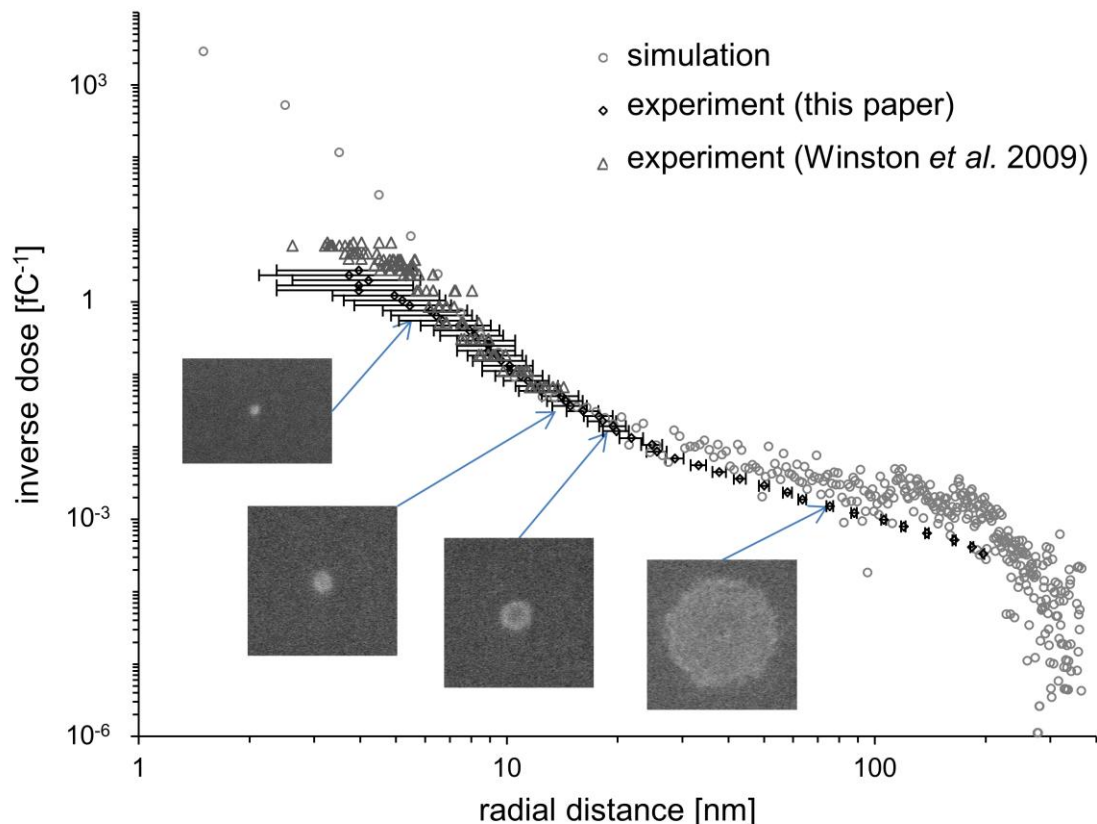 simulation
experiment (this paper)
experiment (Winston et al. 2009)
inverse dose [fC⁻¹]
10³
1
10⁻³
10⁻⁶
1
10
100
radial distance [nm]